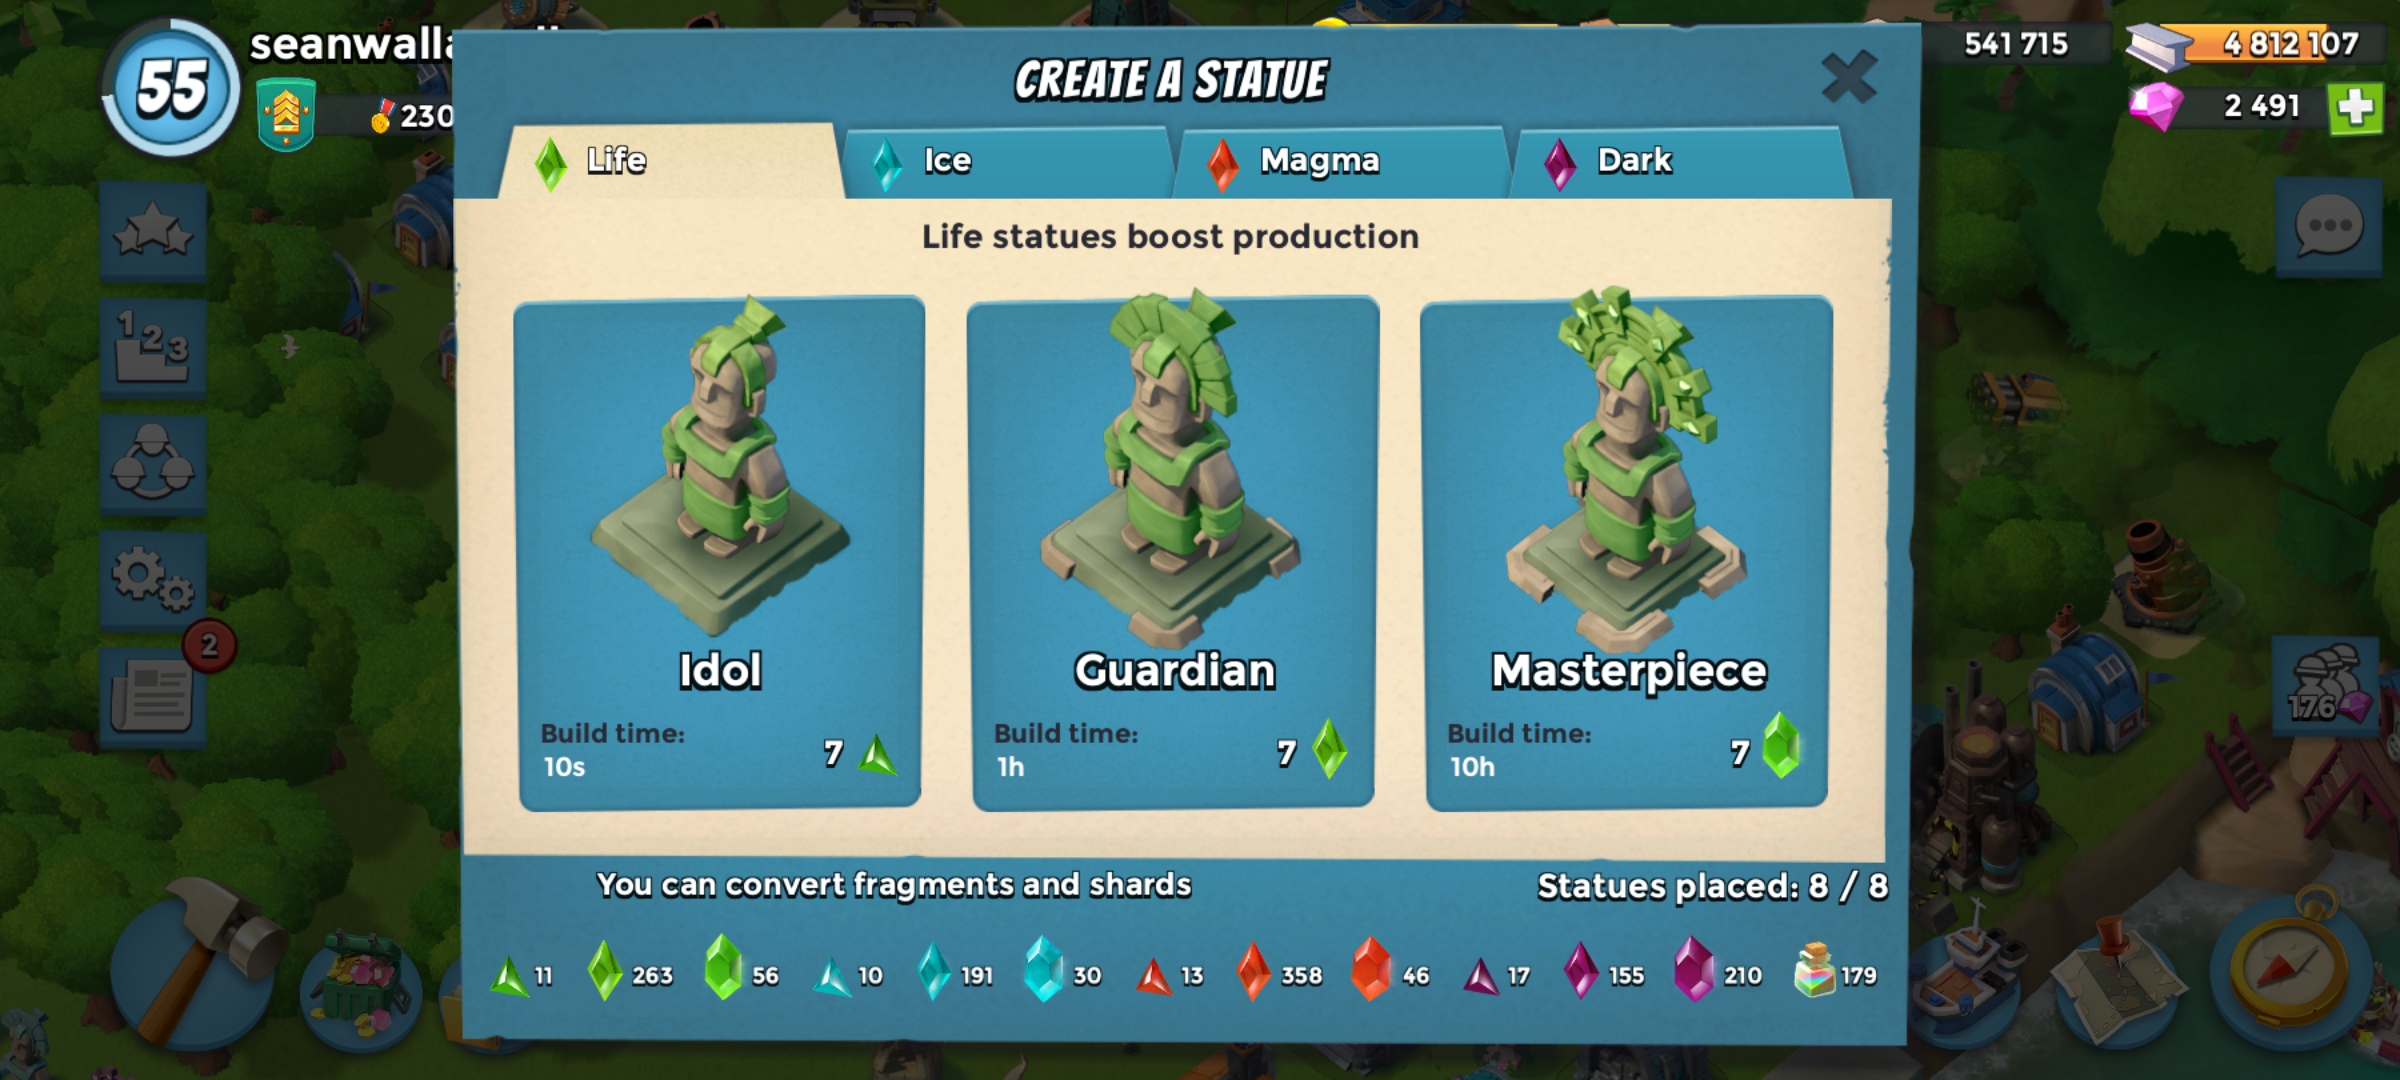 55
541 715
4 812 107
230
2 491
CREATE A STATUE
Life
Ice
Magma
Dark
Life statues boost production
1 2 3
2
Idol
Build time:
10s
7
Guardian
Build time:
1h
7
Masterpiece
Build time:
10h
7
176
You can convert fragments and shards
Statues placed: 8 / 8
11 263 56 10 191 30 13 358 46 17 155 210 179